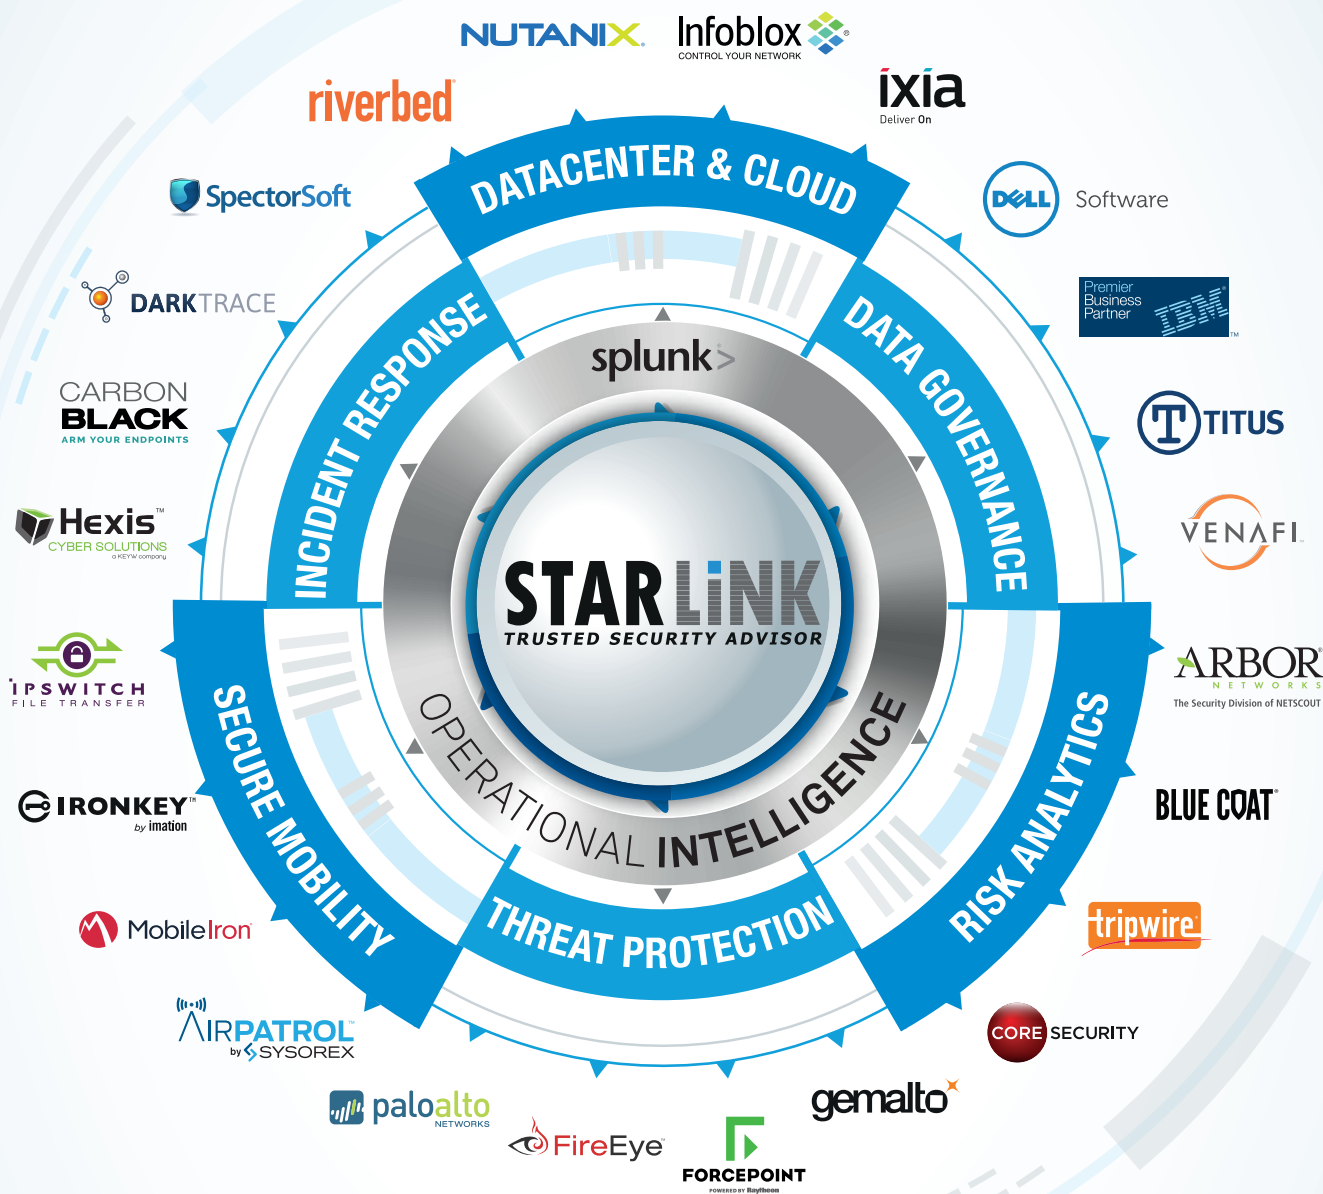 NUTANIX.
Infoblox
CONTROL YOUR NETWORK
riverbed
ixia
Deliver On
SpectorSoft
DELL Software
DARKTRACE
Premier
Business
Partner
IBM
CARBON
BLACK
ARM YOUR ENDPOINTS
T TITUS
Hexis™
CYBER SOLUTIONS
a KEYW company
VENAFI
IPSWITCH
FILE TRANSFER
ARBOR
NETWORKS
The Security Division of NETSCOUT
IRONKEY™
by imation
BLUE COAT
MobileIron
tripwire
AIRPATROL
by SYSOREX
CORE SECURITY
paloalto
NETWORKS
gemalto
FireEye™
FORCEPOINT
POWERED BY Raytheon
DATACENTER & CLOUD
DATA GOVERNANCE
RISK ANALYTICS
THREAT PROTECTION
SECURE MOBILITY
INCIDENT RESPONSE
splunk>
STARLiNK
TRUSTED SECURITY ADVISOR
OPERATIONAL INTELLIGENCE